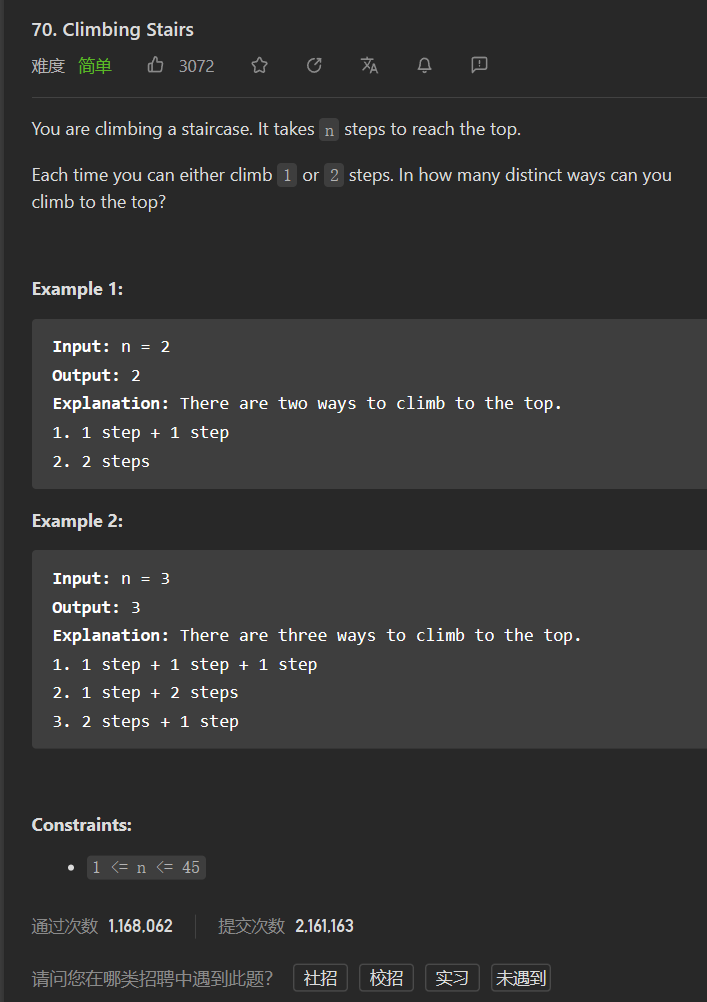 70. Climbing Stairs
难度 简单 3072
You are climbing a staircase. It takes n steps to reach the top.
Each time you can either climb 1 or 2 steps. In how many distinct ways can you
climb to the top?
Example 1:
Input: n = 2
Output: 2
Explanation: There are two ways to climb to the top.
1. 1 step + 1 step
2. 2 steps
Example 2:
Input: n = 3
Output: 3
Explanation: There are three ways to climb to the top.
1. 1 step + 1 step + 1 step
2. 1 step + 2 steps
3. 2 steps + 1 step
Constraints:
• 1 <= n <= 45
通过次数 1,168,062 提交次数 2,161,163
请问您在哪类招聘中遇到此题? 社招 校招 实习 未遇到